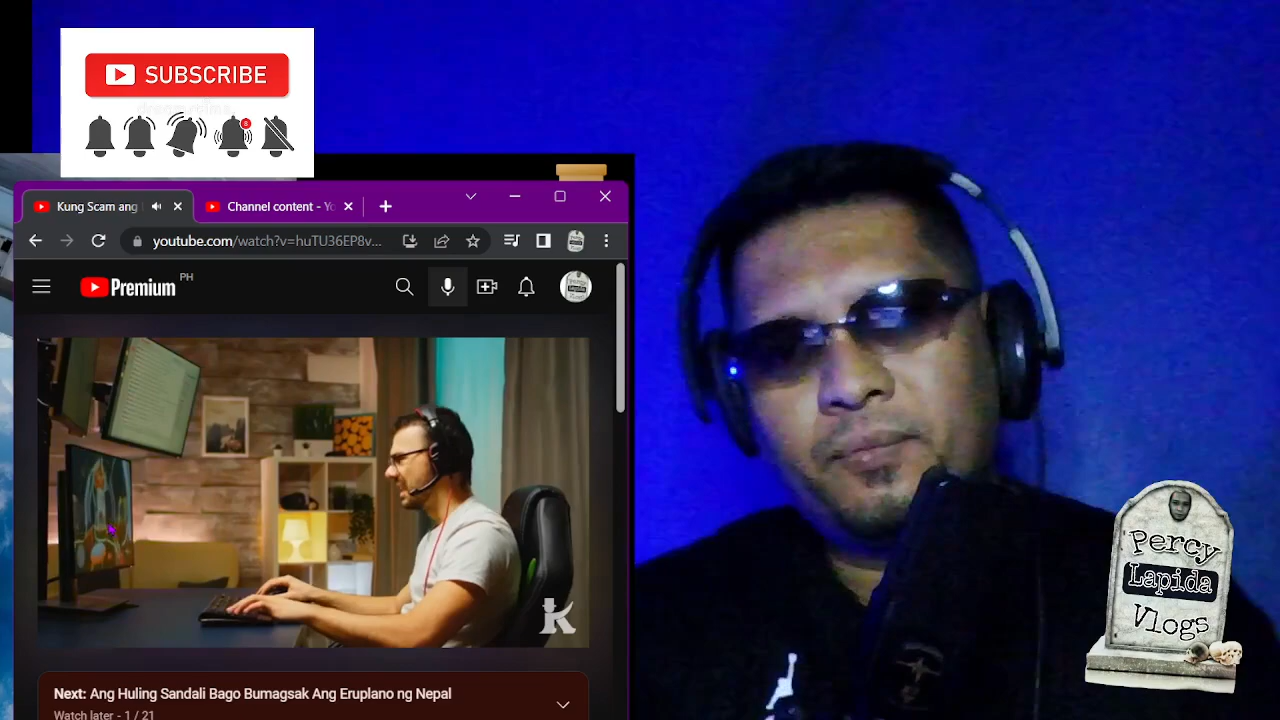 SUBSCRIBE
8
Kung Scam ang
Channel content - Yo
youtube.com/watch?v=huTU36EP8v...
Premium
PH
K
Next: Ang Huling Sandali Bago Bumagsak Ang Eruplano ng Nepal
Watch later - 1 / 21
Percy
Lapida
Vlogs